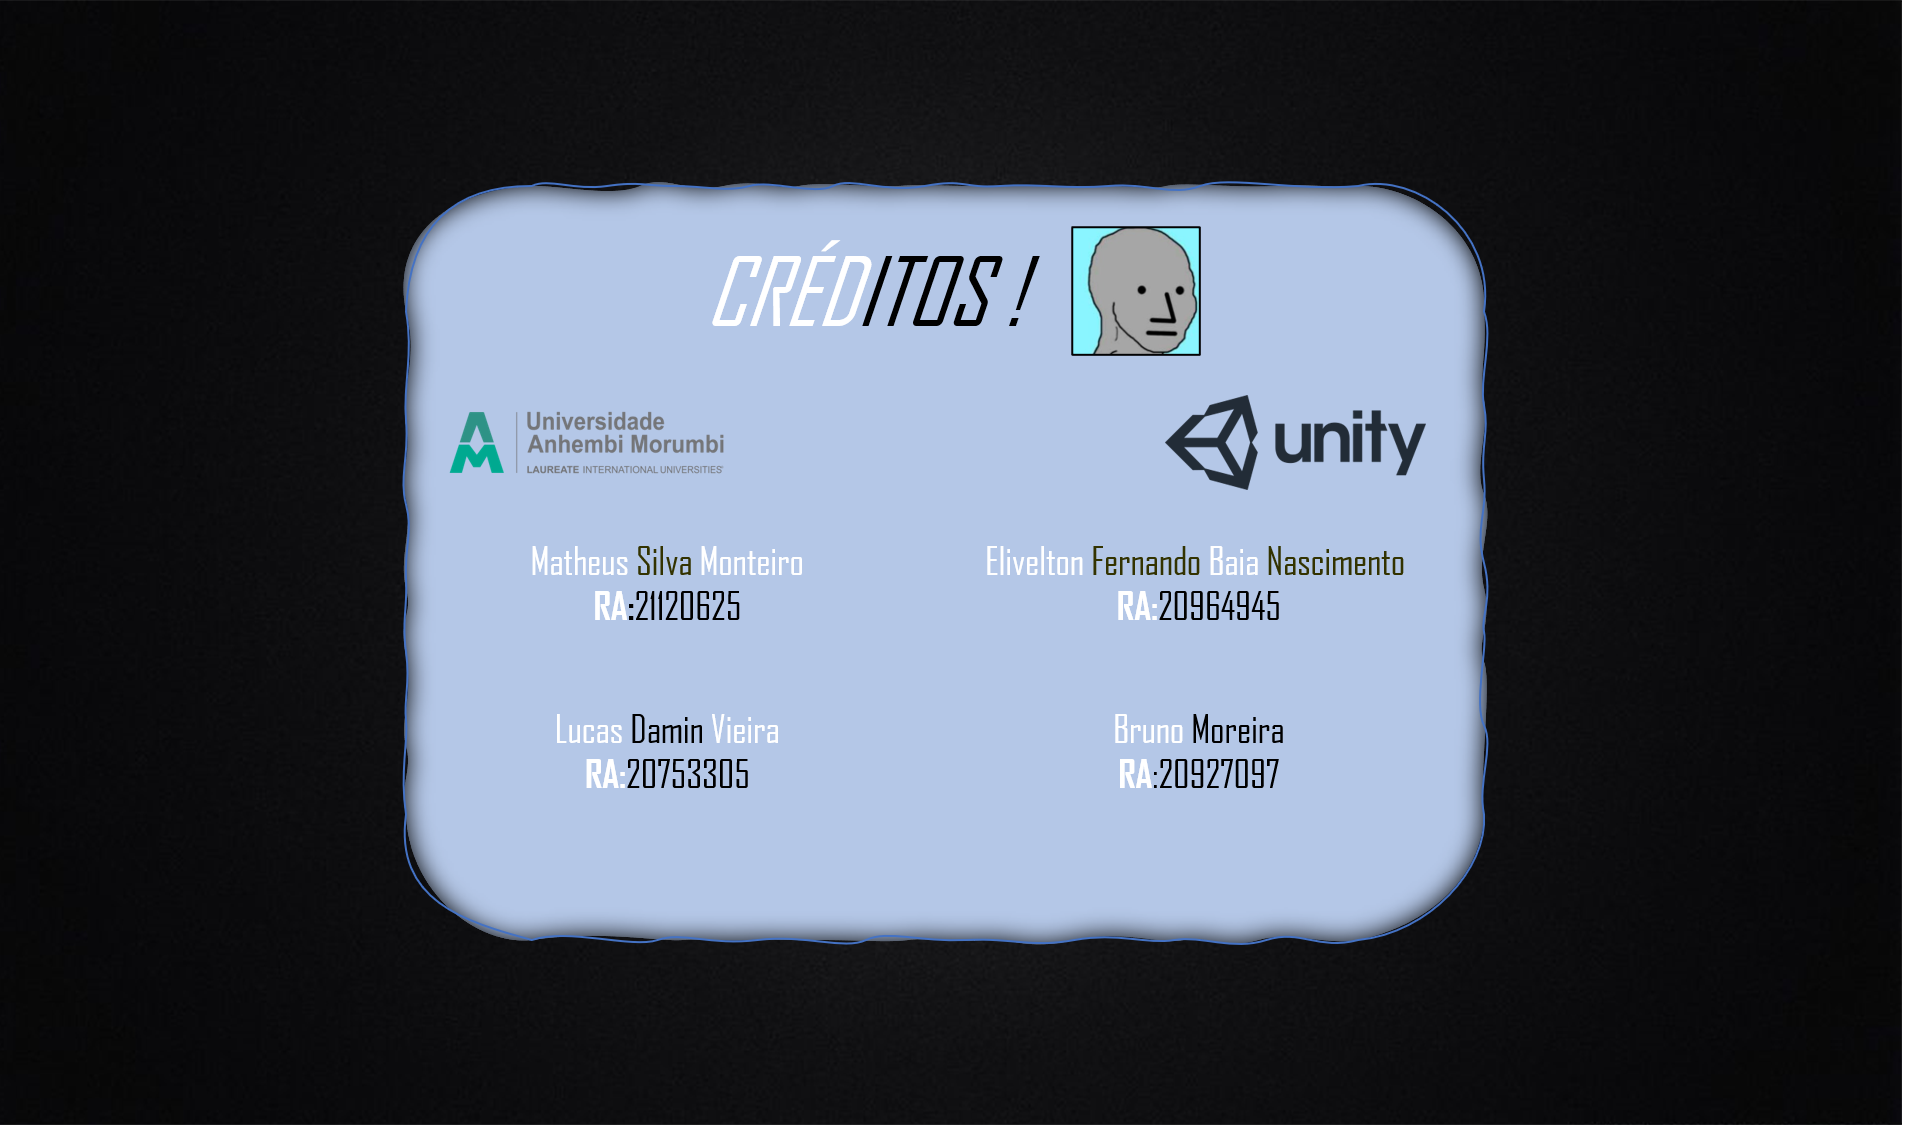 CRÉDITOS !
Universidade
Anhembi Morumbi
LAUREATE INTERNATIONAL UNIVERSITIES®
unity
Matheus Silva Monteiro
RA:21120625
Elivelton Fernando Baia Nascimento
RA:20964945
Lucas Damin Vieira
RA:20753305
Bruno Moreira
RA:20927097